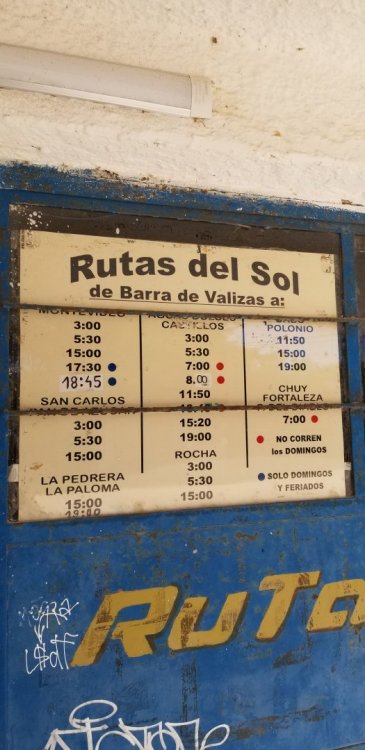 Rutas del Sol
de Barra de Valizas a:
MONTEVIDEO
3:00
5:30
15:00
17:30
18:45
SAN CARLOS
3:00
5:30
15:00
LA PEDRERA
LA PALOMA
15:00
19:00
CASTILLOS
3:00
5:30
7:00
8:00
11:50
15:20
19:00
ROCHA
3:00
5:30
15:00
POLONIO
11:50
15:00
19:00
CHUY
FORTALEZA
7:00
NO CORREN
los DOMINGOS
SOLO DOMINGOS
Y FERIADOS
RUTA